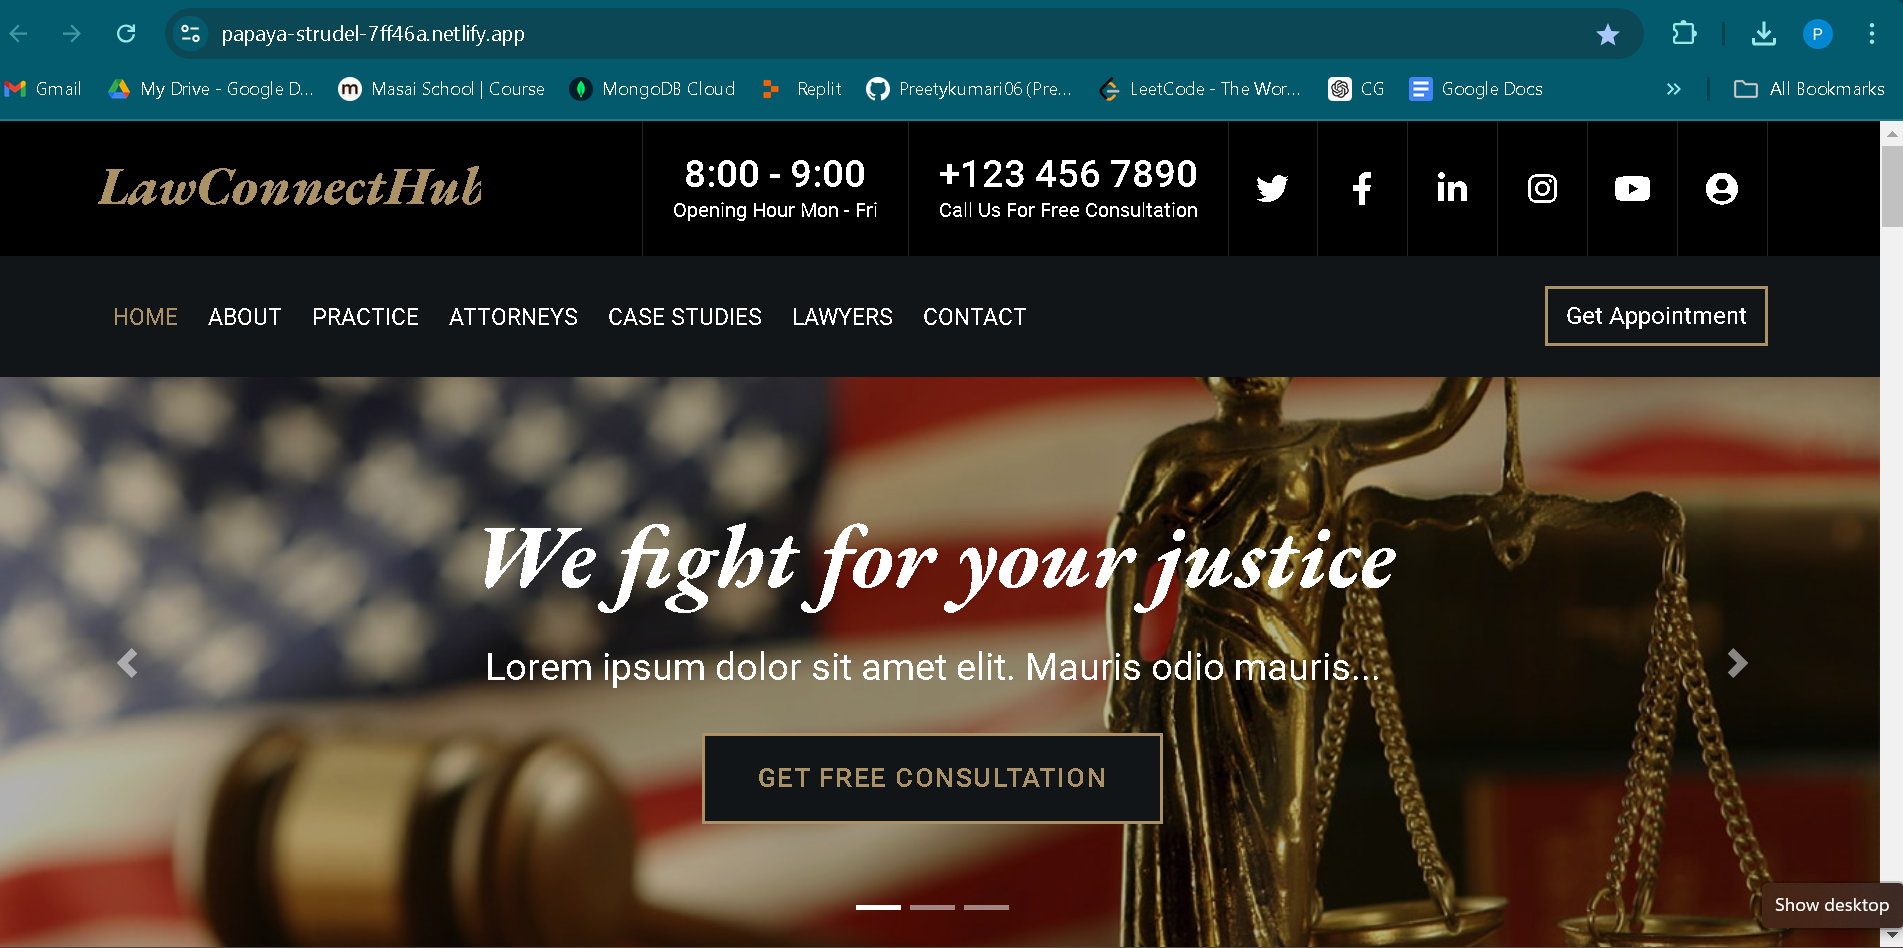 papaya-strudel-7ff46a.netlify.app
P
Gmail
My Drive - Google D...
m
Masai School | Course
MongoDB Cloud
Replit
Preetykumari06 (Pre...
LeetCode - The Wor...
CG
Google Docs
»
All Bookmarks
LawConnectHub
8:00 - 9:00
Opening Hour Mon - Fri
+123 456 7890
Call Us For Free Consultation
HOME ABOUT PRACTICE ATTORNEYS CASE STUDIES LAWYERS CONTACT
Get Appointment
We fight for your justice
Lorem ipsum dolor sit amet elit. Mauris odio mauris...
GET FREE CONSULTATION
Show desktop